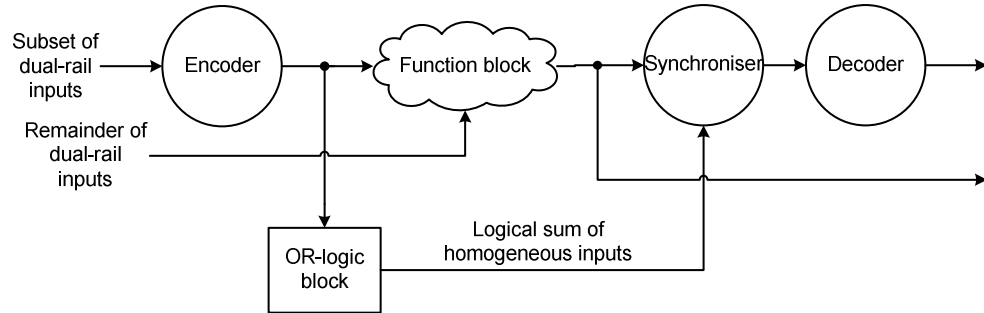 Subset of
dual-rail
inputs
Encoder
Function block
Synchroniser
Decoder
Remainder of
dual-rail
inputs
OR-logic
block
Logical sum of
homogeneous inputs